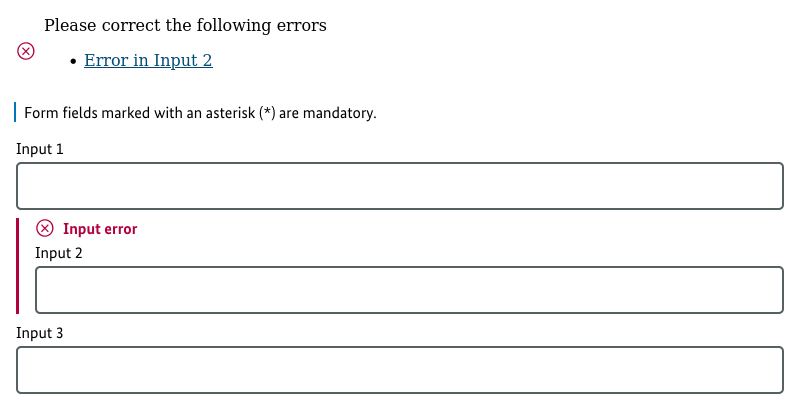 Please correct the following errors
• Error in Input 2
Form fields marked with an asterisk (*) are mandatory.
Input 1
Input error
Input 2
Input 3